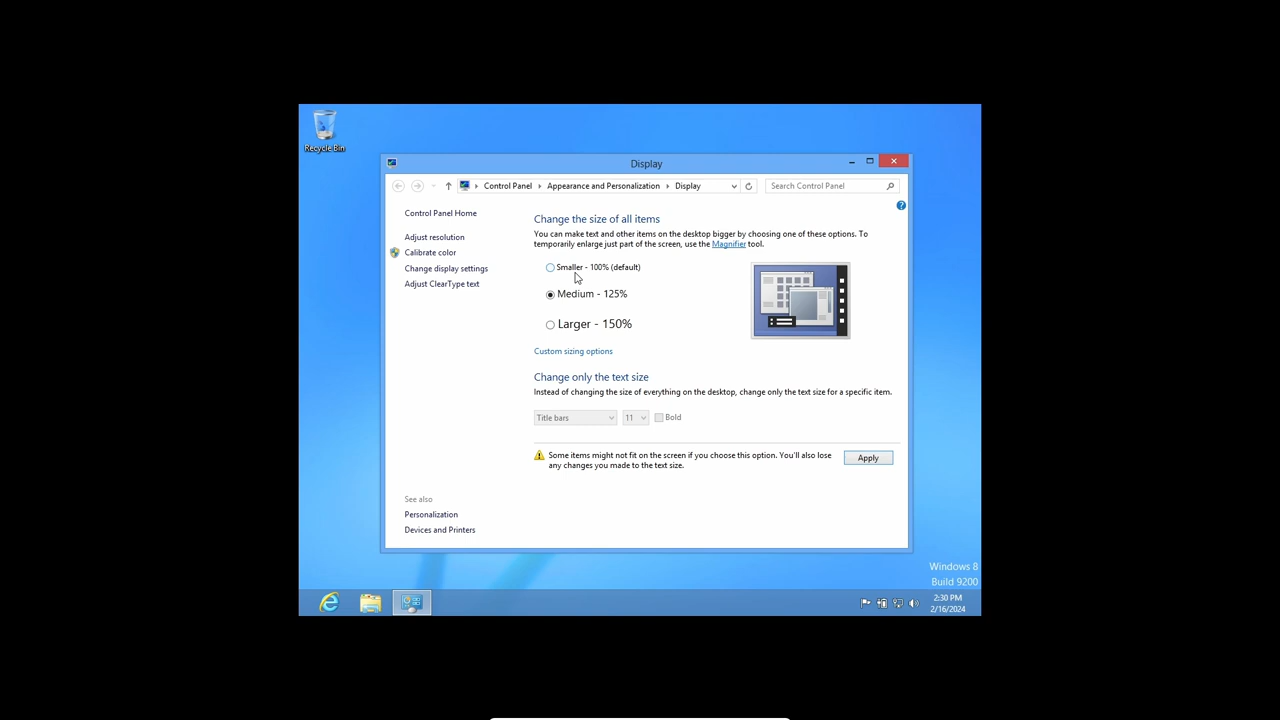 Recycle Bin
Display
Control Panel
Appearance and Personalization
Display
Search Control Panel
Control Panel Home
Adjust resolution
Calibrate color
Change display settings
Adjust ClearType text
See also
Personalization
Devices and Printers
Change the size of all items
You can make text and other items on the desktop bigger by choosing one of these options. To
temporarily enlarge just part of the screen, use the Magnifier tool.
Smaller - 100% (default)
Medium - 125%
Larger - 150%
Custom sizing options
Change only the text size
Instead of changing the size of everything on the desktop, change only the text size for a specific item.
Title bars 11 Bold
Some items might not fit on the screen if you choose this option. You'll also lose
any changes you made to the text size.
Apply
Windows 8
Build 9200
2:30 PM
2/16/2024